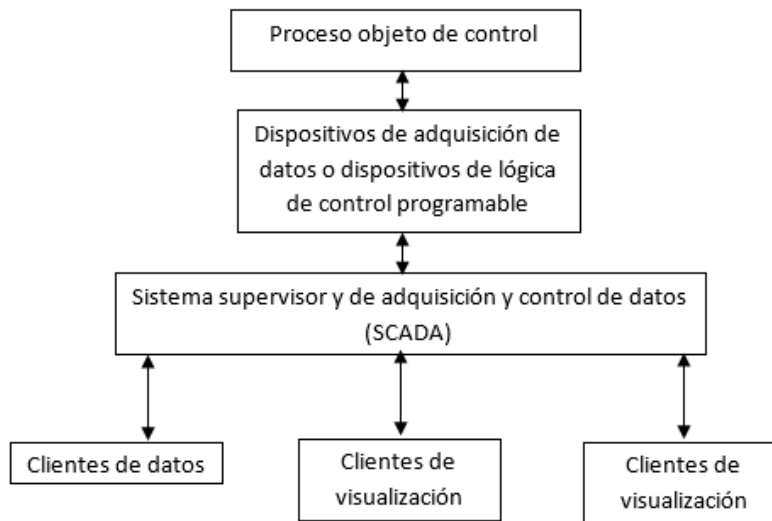 Proceso objeto de control
Dispositivos de adquisición de
datos o dispositivos de lógica
de control programable
Sistema supervisor y de adquisición y control de datos
(SCADA)
Clientes de datos
Clientes de
visualización
Clientes de
visualización